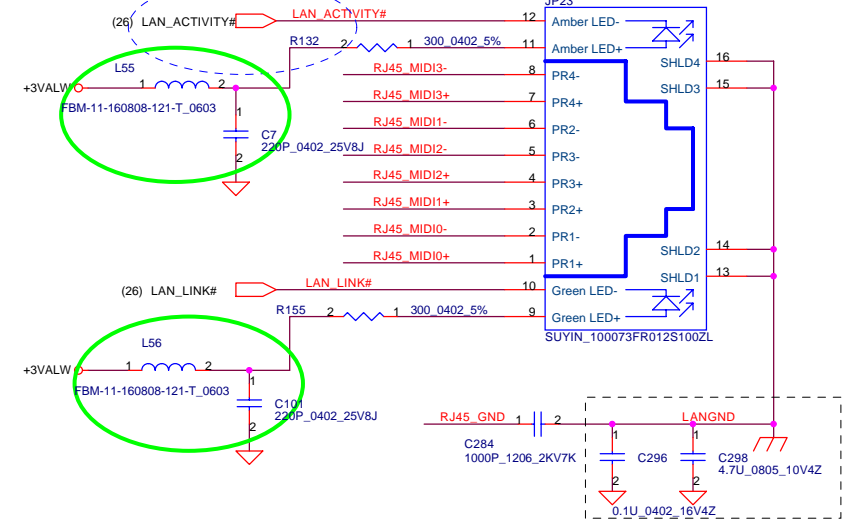 JP23
(26) LAN_ACTIVITY#
LAN_ACTIVITY#
12 Amber LED-
R132 2 1 300_0402_5%
11 Amber LED+
SHLD4 16
L55
RJ45_MIDI3- 8 PR4-
+3VALW 1 2
SHLD3 15
FBM-11-160808-121-T_0603
RJ45_MIDI3+ 7 PR4+
1
C7
2
220P_0402_25V8J
RJ45_MIDI1- 6 PR2-
RJ45_MIDI2- 5 PR3-
RJ45_MIDI2+ 4 PR3+
RJ45_MIDI1+ 3 PR2+
RJ45_MIDI0- 2 PR1-
SHLD2 14
RJ45_MIDI0+ 1 PR1+
SHLD1 13
(26) LAN_LINK#
LAN_LINK#
10 Green LED-
R155 2 1 300_0402_5%
9 Green LED+
SUYIN_100073FR012S100ZL
L56
+3VALW 1 2
FBM-11-160808-121-T_0603
1
C101
2
220P_0402_25V8J
RJ45_GND 1 2
LANGND
C284
1000P_1206_2KV7K
1
C296
2
0.1U_0402_16V4Z
1
C298
2
4.7U_0805_10V4Z